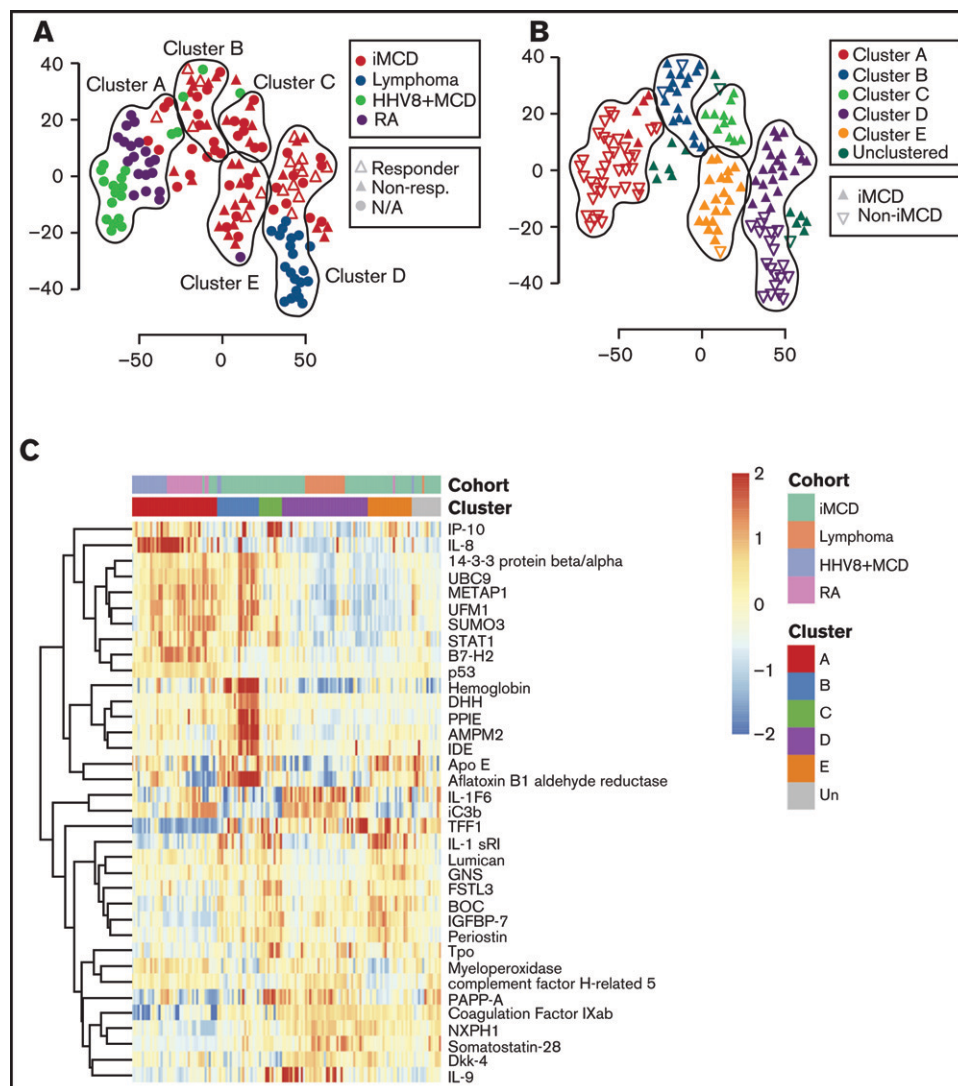 A
Cluster B
Cluster A
Cluster C
Cluster E
Cluster D
40
20
0
−20
−40
−50
0
50
iMCD
Lymphoma
HHV8+MCD
RA
Responder
Non-resp.
N/A
B
40
20
0
−20
−40
−50
0
50
Cluster A
Cluster B
Cluster C
Cluster D
Cluster E
Unclustered
iMCD
Non-iMCD
C
Cohort
Cluster
IP-10
IL-8
14-3-3 protein beta/alpha
UBC9
METAP1
UFM1
SUMO3
STAT1
B7-H2
p53
Hemoglobin
DHH
PPIE
AMPM2
IDE
Apo E
Aflatoxin B1 aldehyde reductase
IL-1F6
iC3b
TFF1
IL-1 sRI
Lumican
GNS
FSTL3
BOC
IGFBP-7
Periostin
Tpo
Myeloperoxidase
complement factor H-related 5
PAPP-A
Coagulation Factor IXab
NXPH1
Somatostatin-28
Dkk-4
IL-9
2
1
0
−1
−2
Cohort
iMCD
Lymphoma
HHV8+MCD
RA
Cluster
A
B
C
D
E
Un